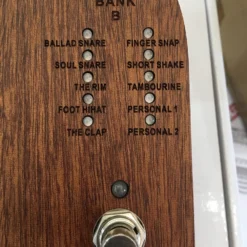 BANK
B
BALLAD SNARE FINGER SNAP
SOUL SNARE SHORT SHAKE
THE RIM TAMBOURINE
FOOT HIHAT PERSONAL 1
THE CLAP PERSONAL 2